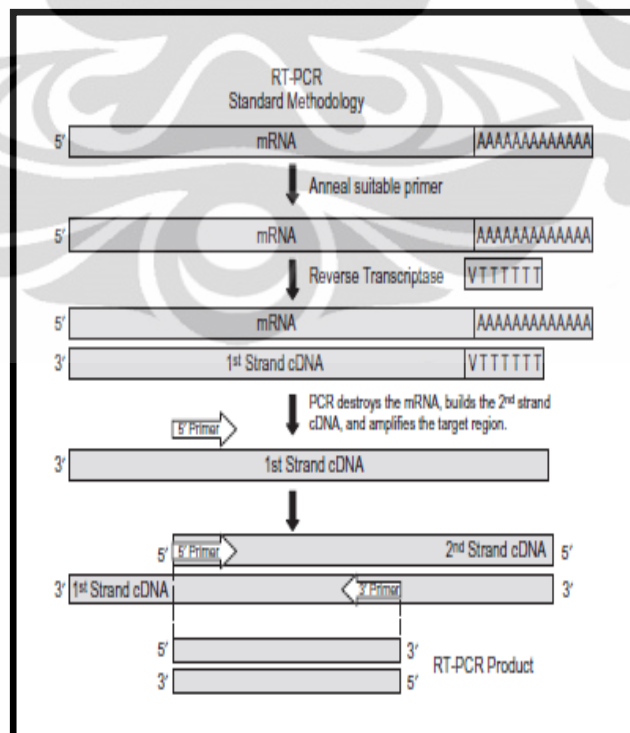 RT-PCR
Standard Methodology
5′ mRNA AAAAAAAAAAAAA
Anneal suitable primer
5′ mRNA AAAAAAAAAAAAA
Reverse Transcriptase VTTTTTT
5′ mRNA AAAAAAAAAAAAA
3′ 1st Strand cDNA VTTTTTT
PCR destroys the mRNA, builds the 2nd strand
cDNA, and amplifies the target region.
5′ Primer
3′ 1st Strand cDNA
5′ 5′ Primer 2nd Strand cDNA 5′
3′ 1st Strand cDNA 3′ Primer 3′
5′ 3′
RT-PCR Product
3′ 5′